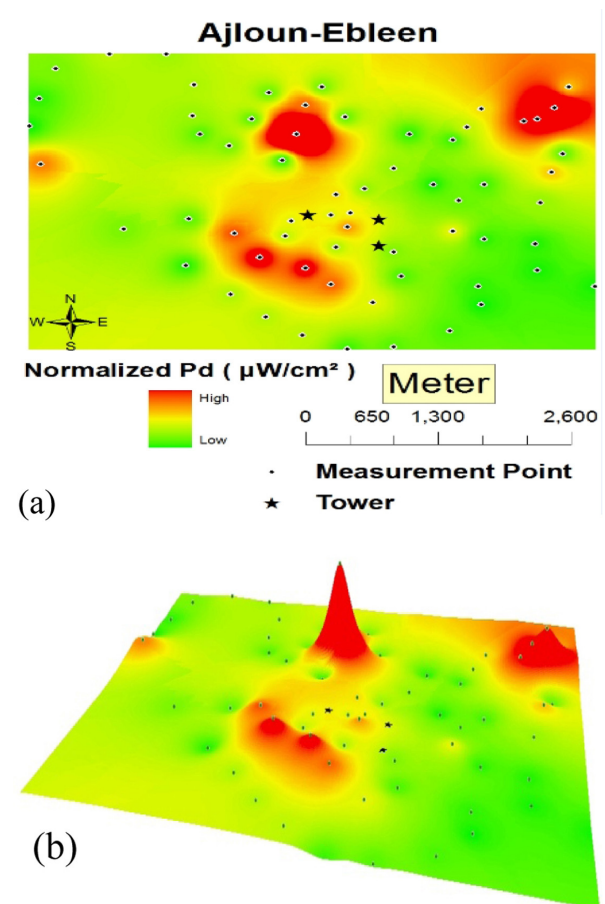 Ajloun-Ebleen
N
W E
S
Normalized Pd ( µW/cm² )
High
Low
Meter
0 650 1,300 2,600
Measurement Point
Tower
(a)
(b)